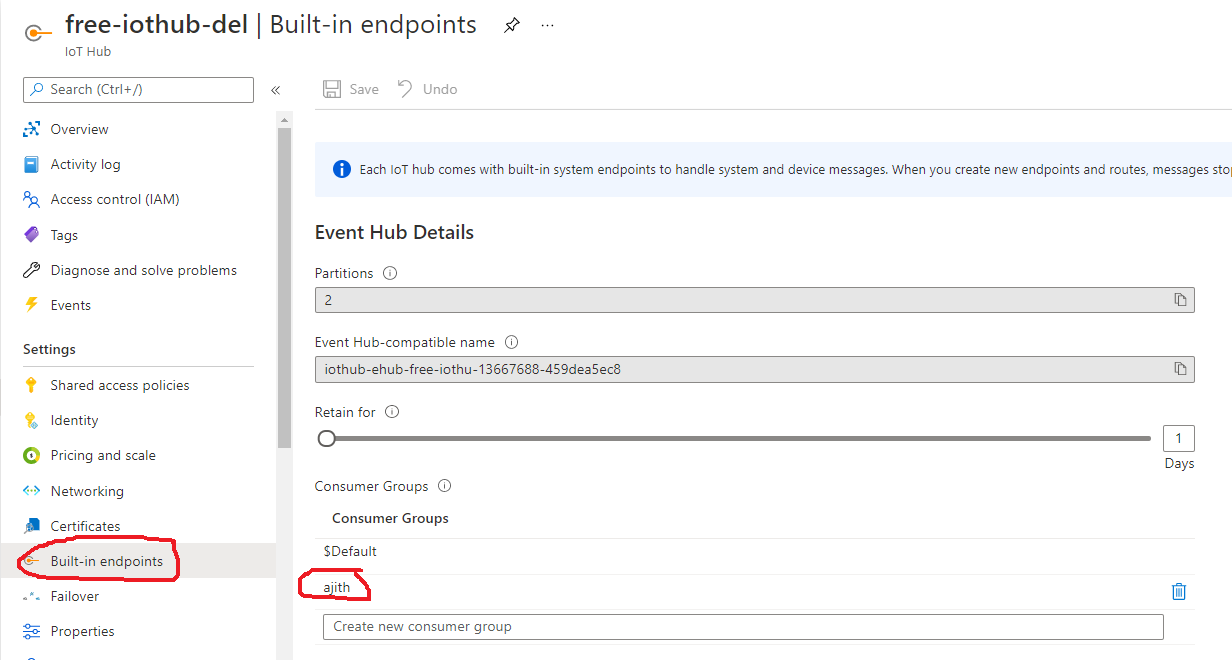 free-iothub-del | Built-in endpoints ...
IoT Hub
Search (Ctrl+/)
«
Overview
Activity log
Access control (IAM)
Tags
Diagnose and solve problems
Events
Settings
Shared access policies
Identity
Pricing and scale
Networking
Certificates
Built-in endpoints
Failover
Properties
Save Undo
Each IoT hub comes with built-in system endpoints to handle system and device messages. When you create new endpoints and routes, messages stop
Event Hub Details
Partitions
2
Event Hub-compatible name
iothub-ehub-free-iothu-13667688-459dea5ec8
Retain for
1
Days
Consumer Groups
Consumer Groups
$Default
ajith
Create new consumer group